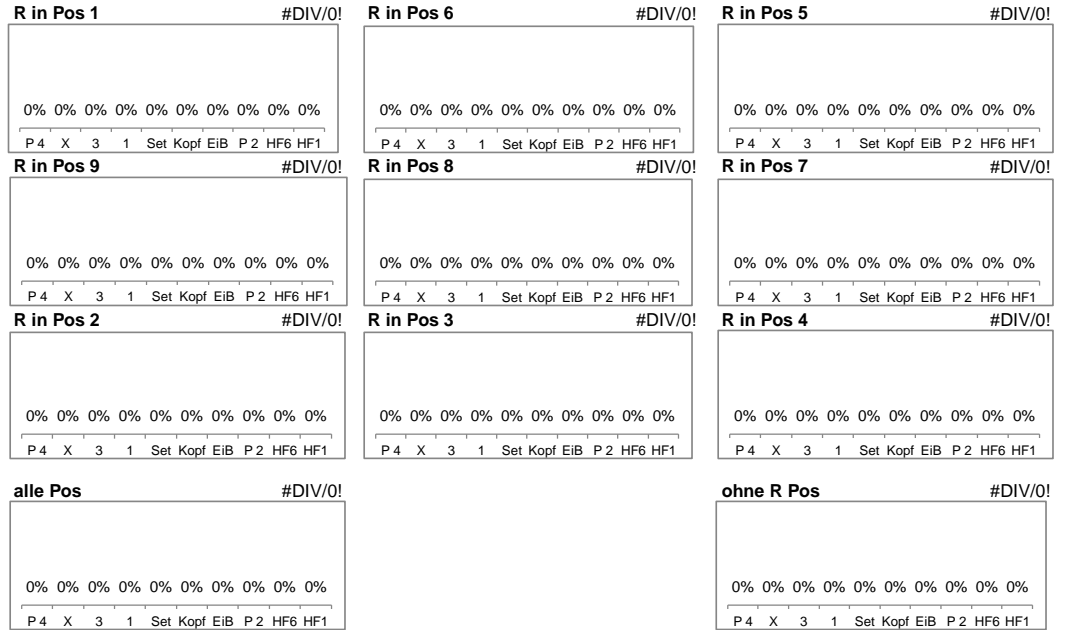 R in Pos 1 #DIV/0! R in Pos 6 #DIV/0! R in Pos 5 #DIV/0!
0% 0% 0% 0% 0% 0% 0% 0% 0% 0% 0% 0% 0% 0% 0% 0% 0% 0% 0% 0% 0% 0% 0% 0% 0% 0% 0% 0% 0% 0%
P 4 X 3 1 Set Kopf EiB P 2 HF6 HF1 P 4 X 3 1 Set Kopf EiB P 2 HF6 HF1 P 4 X 3 1 Set Kopf EiB P 2 HF6 HF1
R in Pos 9 #DIV/0! R in Pos 8 #DIV/0! R in Pos 7 #DIV/0!
0% 0% 0% 0% 0% 0% 0% 0% 0% 0% 0% 0% 0% 0% 0% 0% 0% 0% 0% 0% 0% 0% 0% 0% 0% 0% 0% 0% 0% 0%
P 4 X 3 1 Set Kopf EiB P 2 HF6 HF1 P 4 X 3 1 Set Kopf EiB P 2 HF6 HF1 P 4 X 3 1 Set Kopf EiB P 2 HF6 HF1
R in Pos 2 #DIV/0! R in Pos 3 #DIV/0! R in Pos 4 #DIV/0!
0% 0% 0% 0% 0% 0% 0% 0% 0% 0% 0% 0% 0% 0% 0% 0% 0% 0% 0% 0% 0% 0% 0% 0% 0% 0% 0% 0% 0% 0%
P 4 X 3 1 Set Kopf EiB P 2 HF6 HF1 P 4 X 3 1 Set Kopf EiB P 2 HF6 HF1 P 4 X 3 1 Set Kopf EiB P 2 HF6 HF1
alle Pos #DIV/0! ohne R Pos #DIV/0!
0% 0% 0% 0% 0% 0% 0% 0% 0% 0% 0% 0% 0% 0% 0% 0% 0% 0% 0% 0%
P 4 X 3 1 Set Kopf EiB P 2 HF6 HF1 P 4 X 3 1 Set Kopf EiB P 2 HF6 HF1